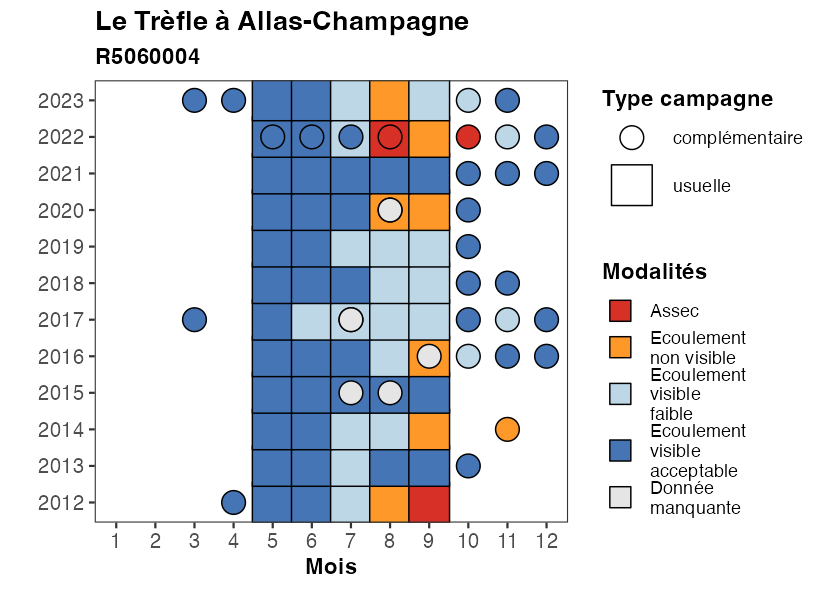 Le Trèfle à Allas-Champagne
R5060004
2023
2022
2021
2020
2019
2018
2017
2016
2015
2014
2013
2012
1 2 3 4 5 6 7 8 9 10 11 12
Mois
Type campagne
complémentaire
usuelle
Modalités
Assec
Ecoulement
non visible
Ecoulement
visible
faible
Ecoulement
visible
acceptable
Donnée
manquante